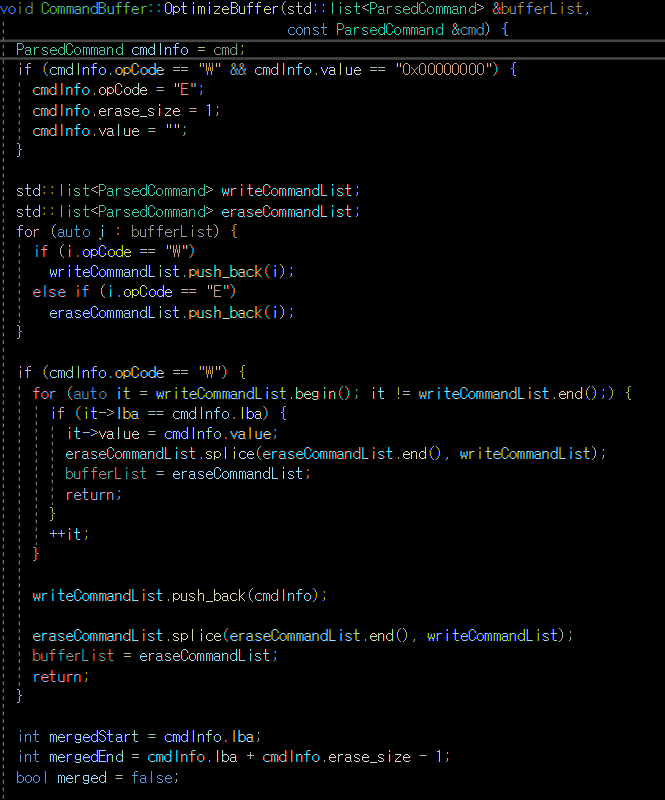 void CommandBuffer::OptimizeBuffer(std::list<ParsedCommand> &bufferList,
const ParsedCommand &cmd) {
ParsedCommand cmdInfo = cmd;
if (cmdInfo.opCode == "W" && cmdInfo.value == "0x00000000") {
cmdInfo.opCode = "E";
cmdInfo.erase_size = 1;
cmdInfo.value = "";
}
std::list<ParsedCommand> writeCommandList;
std::list<ParsedCommand> eraseCommandList;
for (auto i : bufferList) {
if (i.opCode == "W")
writeCommandList.push_back(i);
else if (i.opCode == "E")
eraseCommandList.push_back(i);
}
if (cmdInfo.opCode == "W") {
for (auto it = writeCommandList.begin(); it != writeCommandList.end();) {
if (it->lba == cmdInfo.lba) {
it->value = cmdInfo.value;
eraseCommandList.splice(eraseCommandList.end(), writeCommandList);
bufferList = eraseCommandList;
return;
}
++it;
}
writeCommandList.push_back(cmdInfo);
eraseCommandList.splice(eraseCommandList.end(), writeCommandList);
bufferList = eraseCommandList;
return;
}
int mergedStart = cmdInfo.lba;
int mergedEnd = cmdInfo.lba + cmdInfo.erase_size - 1;
bool merged = false;